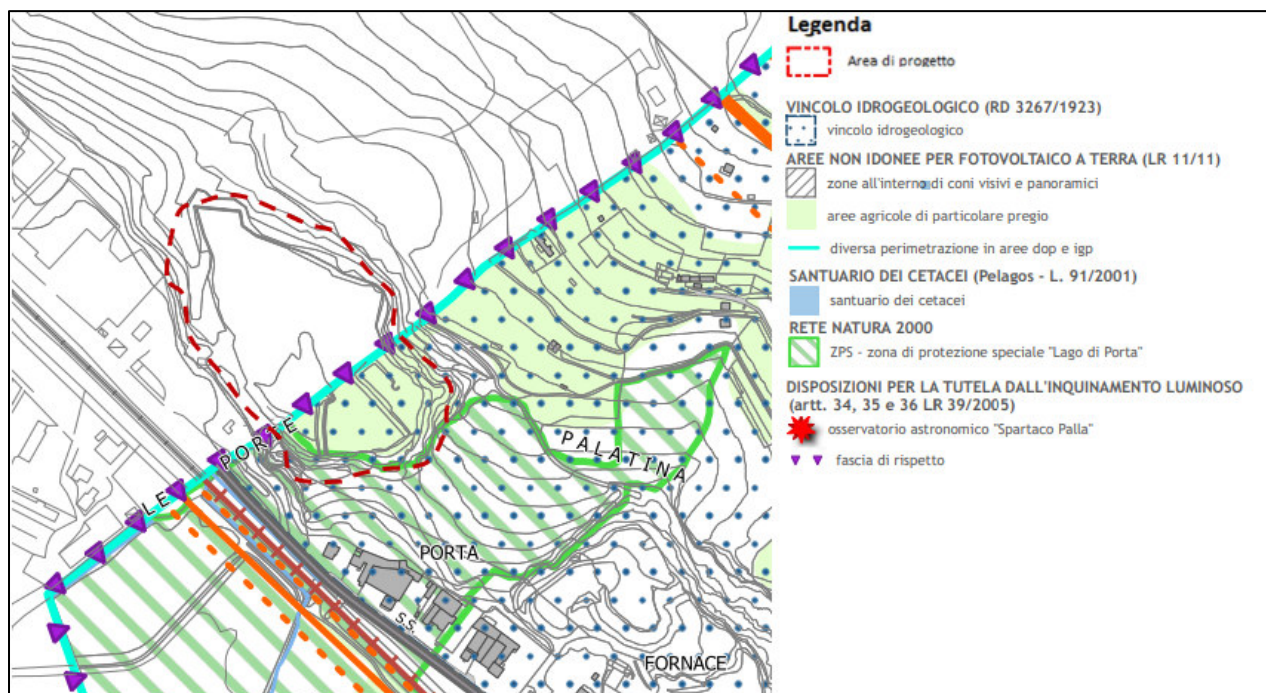 Legenda
Area di progetto
VINCOLO IDROGEOLOGICO (RD 3267/1923)
vincolo idrogeologico
AREE NON IDONEE PER FOTOVOLTAICO A TERRA (LR 11/11)
zone all'interno di coni visivi e panoramici
aree agricole di particolare pregio
diversa perimetrazione in aree dop e igp
SANTUARIO DEI CETACEI (Pelagos - L. 91/2001)
santuario dei cetacei
RETE NATURA 2000
ZPS - zona di protezione speciale "Lago di Porta"
DISPOSIZIONI PER LA TUTELA DALL'INQUINAMENTO LUMINOSO
(artt. 34, 35 e 36 LR 39/2005)
osservatorio astronomico "Spartaco Palla"
fascia di rispetto
LE PORTE
PALATINA
PORTA
S.S.
FORNACE